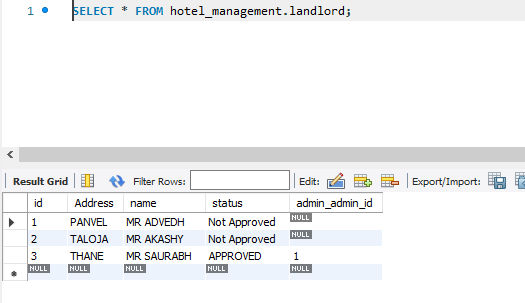 1 SELECT * FROM hotel_management.landlord;
Result Grid Filter Rows: Edit: Export/Import:
id Address name status admin_admin_id
1 PANVEL MR ADVEDH Not Approved NULL
2 TALOJA MR AKASHY Not Approved NULL
3 THANE MR SAURABH APPROVED 1
NULL NULL NULL NULL NULL